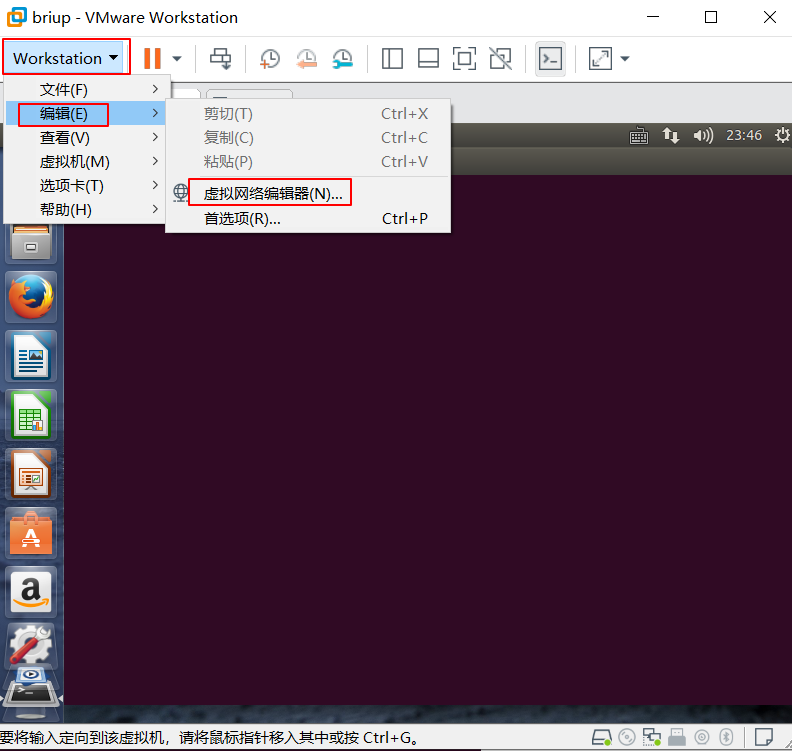 briup - VMware Workstation
Workstation
文件(F)
编辑(E)
查看(V)
虚拟机(M)
选项卡(T)
帮助(H)
剪切(T) Ctrl+X
复制(C) Ctrl+C
粘贴(P) Ctrl+V
虚拟网络编辑器(N)...
首选项(R)... Ctrl+P
23:46
要将输入定向到该虚拟机，请将鼠标指针移入其中或按 Ctrl+G。